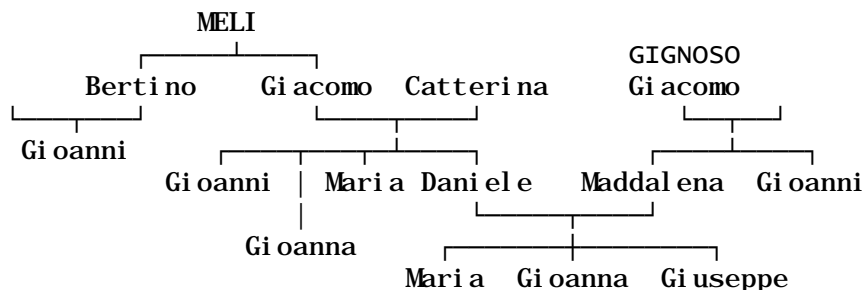 MELI
GIGNOSO
Bertino Giacomo Catterina Giacomo
Gioanni
Gioanni Maria Daniele Maddalena Gioanni
Gioanna
Maria Gioanna Giuseppe